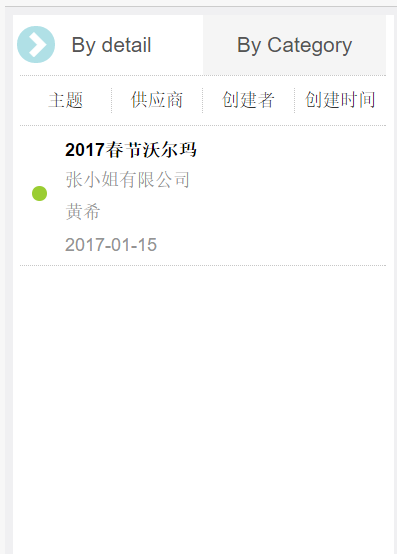 By detail By Category
主题 供应商 创建者 创建时间
2017春节沃尔玛
张小姐有限公司
黄希
2017-01-15